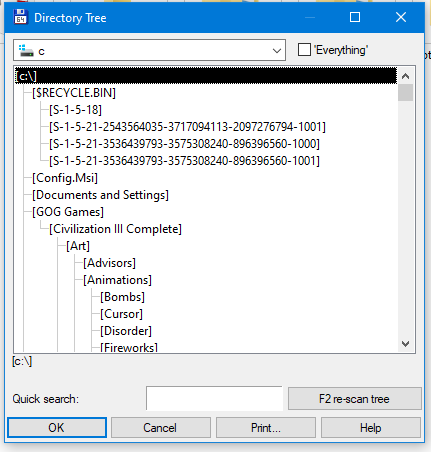 64 Directory Tree
c 'Everything'
[c:\]
[$RECYCLE.BIN]
[S-1-5-18]
[S-1-5-21-2543564035-3717094113-2097276794-1001]
[S-1-5-21-3536439793-3575308240-896396560-1000]
[S-1-5-21-3536439793-3575308240-896396560-1001]
[Config.Msi]
[Documents and Settings]
[GOG Games]
[Civilization III Complete]
[Art]
[Advisors]
[Animations]
[Bombs]
[Cursor]
[Disorder]
[Fireworks]
[c:\]
Quick search: F2 re-scan tree
OK Cancel Print... Help